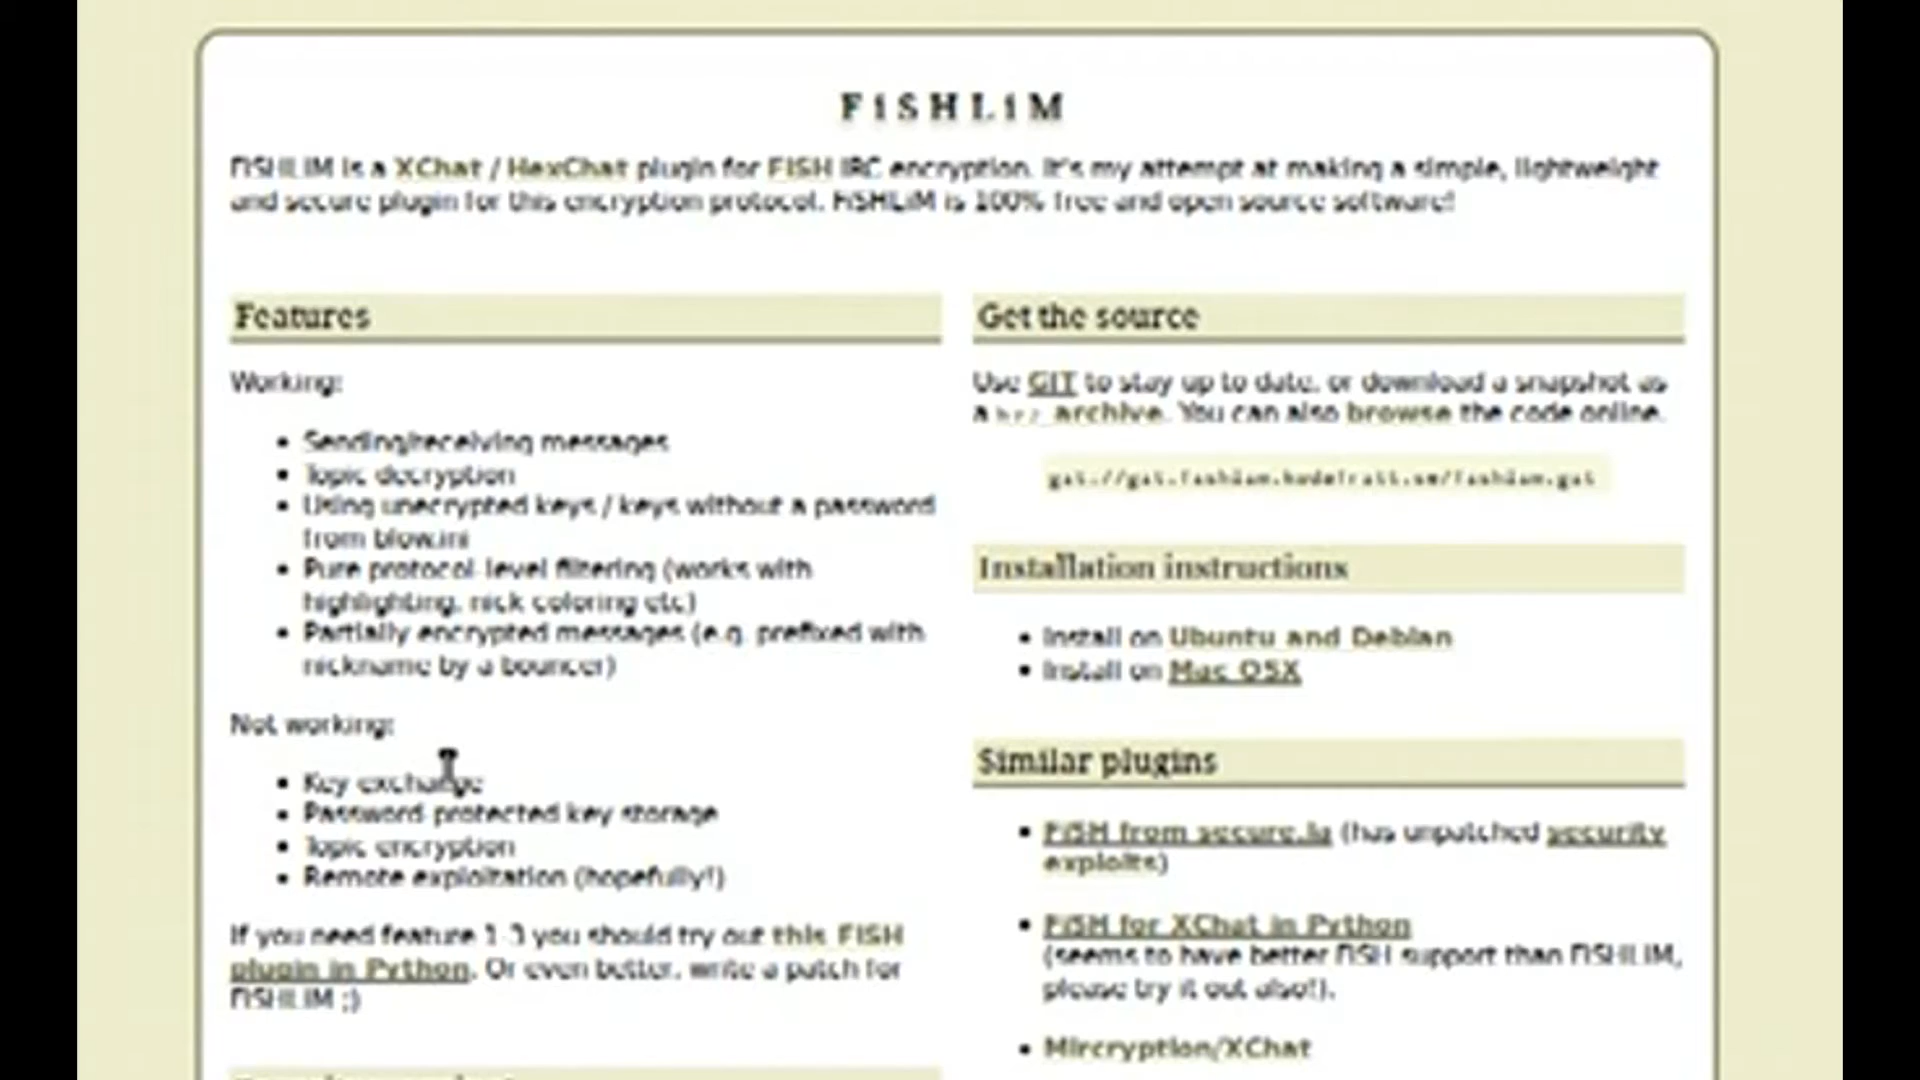 FiSHLiM
FiSHLiM is a XChat / HexChat plugin for FiSH IRC encryption. It's my attempt at making a simple, lightweight
and secure plugin for this encryption protocol. FiSHLiM is 100% free and open source software!
Features
Working:
Sending/receiving messages
Topic decryption
Using unecrypted keys / keys without a password
from blow.ini
Pure protocol-level filtering (works with
highlighting, nick coloring etc)
Partially encrypted messages (e.g. prefixed with
nickname by a bouncer)
Not working:
Key exchange
Password-protected key storage
Topic encryption
Remote exploitation (hopefully!)
If you need feature 1-3 you should try out this FiSH
plugin in Python. Or even better, write a patch for
FiSHLiM ;)
Get the source
Use GIT to stay up to date, or download a snapshot as
a archive. You can also browse the code online.
Installation instructions
Install on Ubuntu and Debian
Install on Mac OSX
Similar plugins
FiSH from secure.la (has unpatched security
exploits)
FiSH for XChat in Python
(seems to have better FiSH support than FiSHLiM,
please try it out also!).
Mircryption/XChat